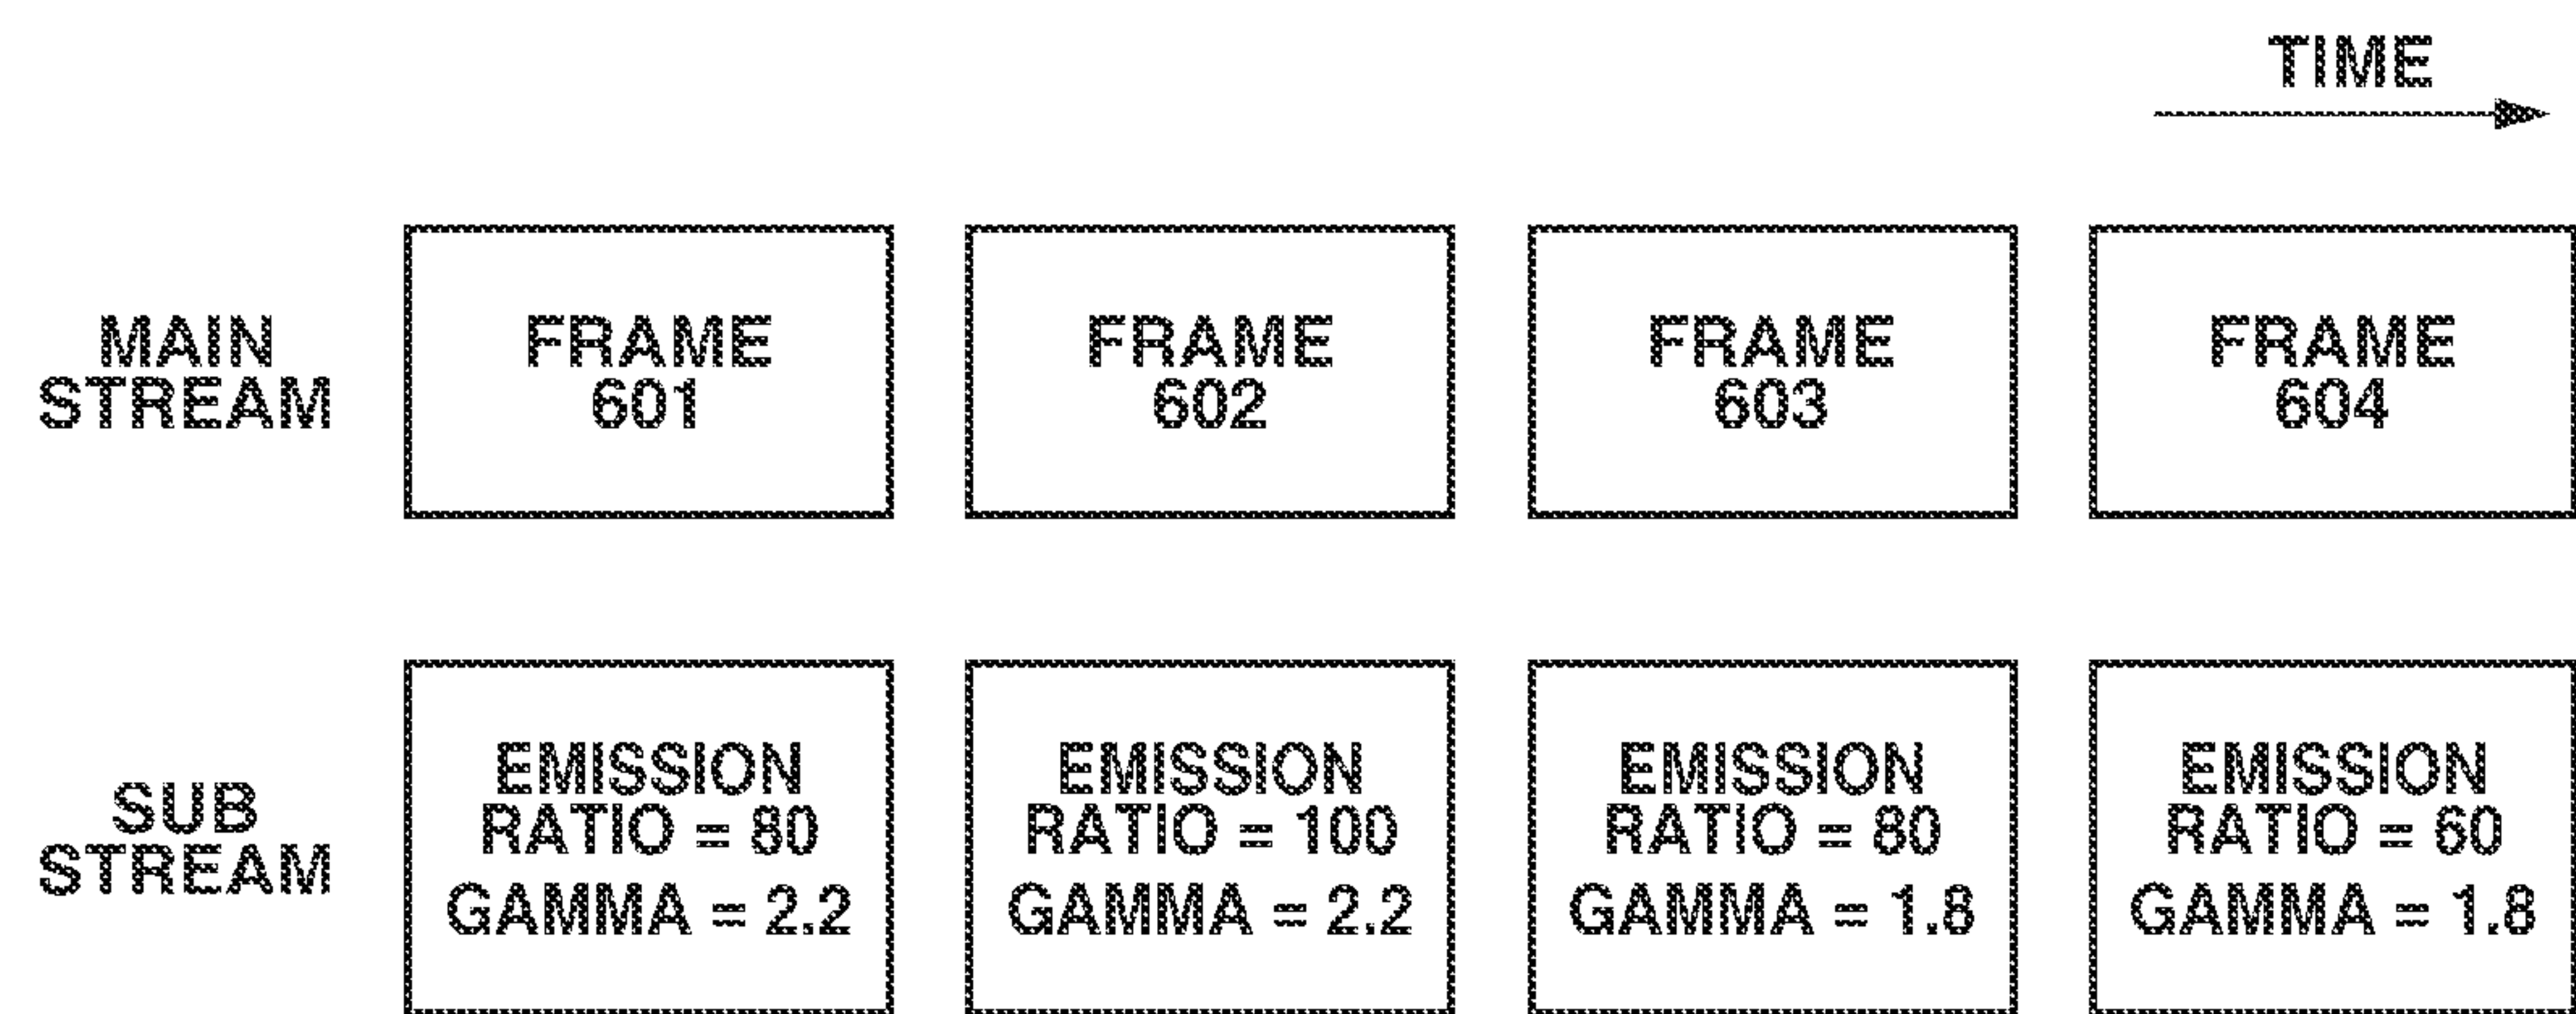 TIME
MAIN
STREAM
FRAME
601
FRAME
602
FRAME
603
FRAME
604
SUB
STREAM
EMISSION
RATIO = 80
GAMMA = 2.2
EMISSION
RATIO = 100
GAMMA = 2.2
EMISSION
RATIO = 80
GAMMA = 1.8
EMISSION
RATIO = 60
GAMMA = 1.8